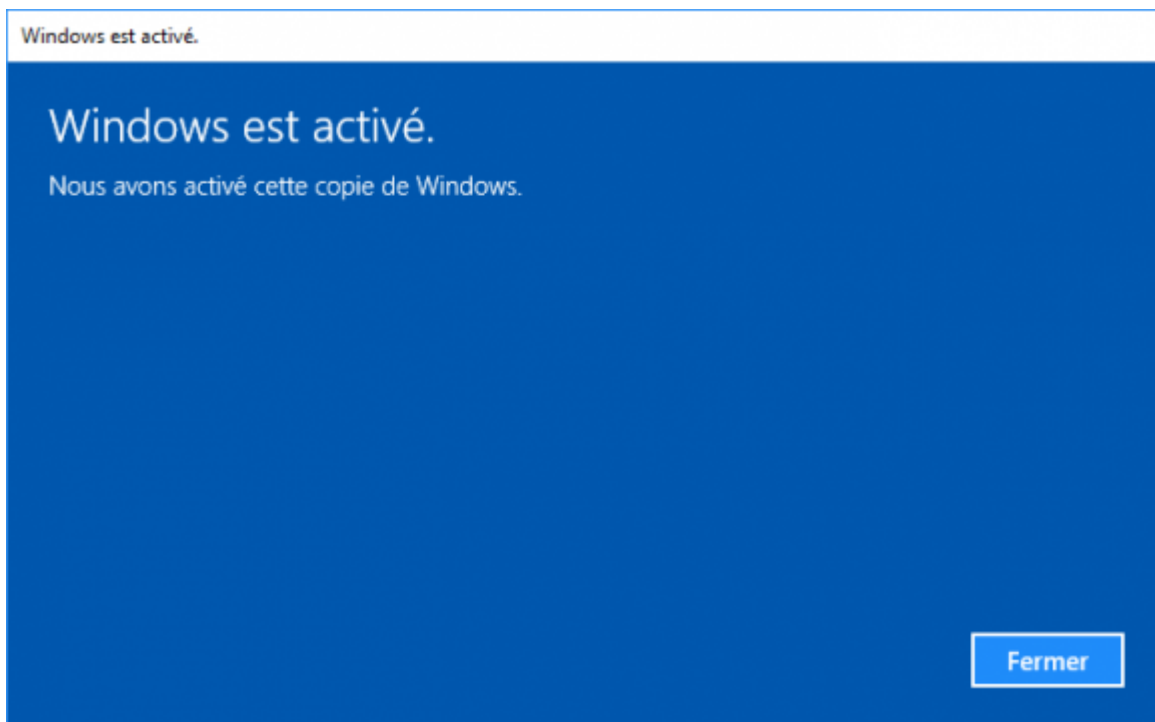 Windows est activé.
Windows est activé.
Nous avons activé cette copie de Windows.
Fermer